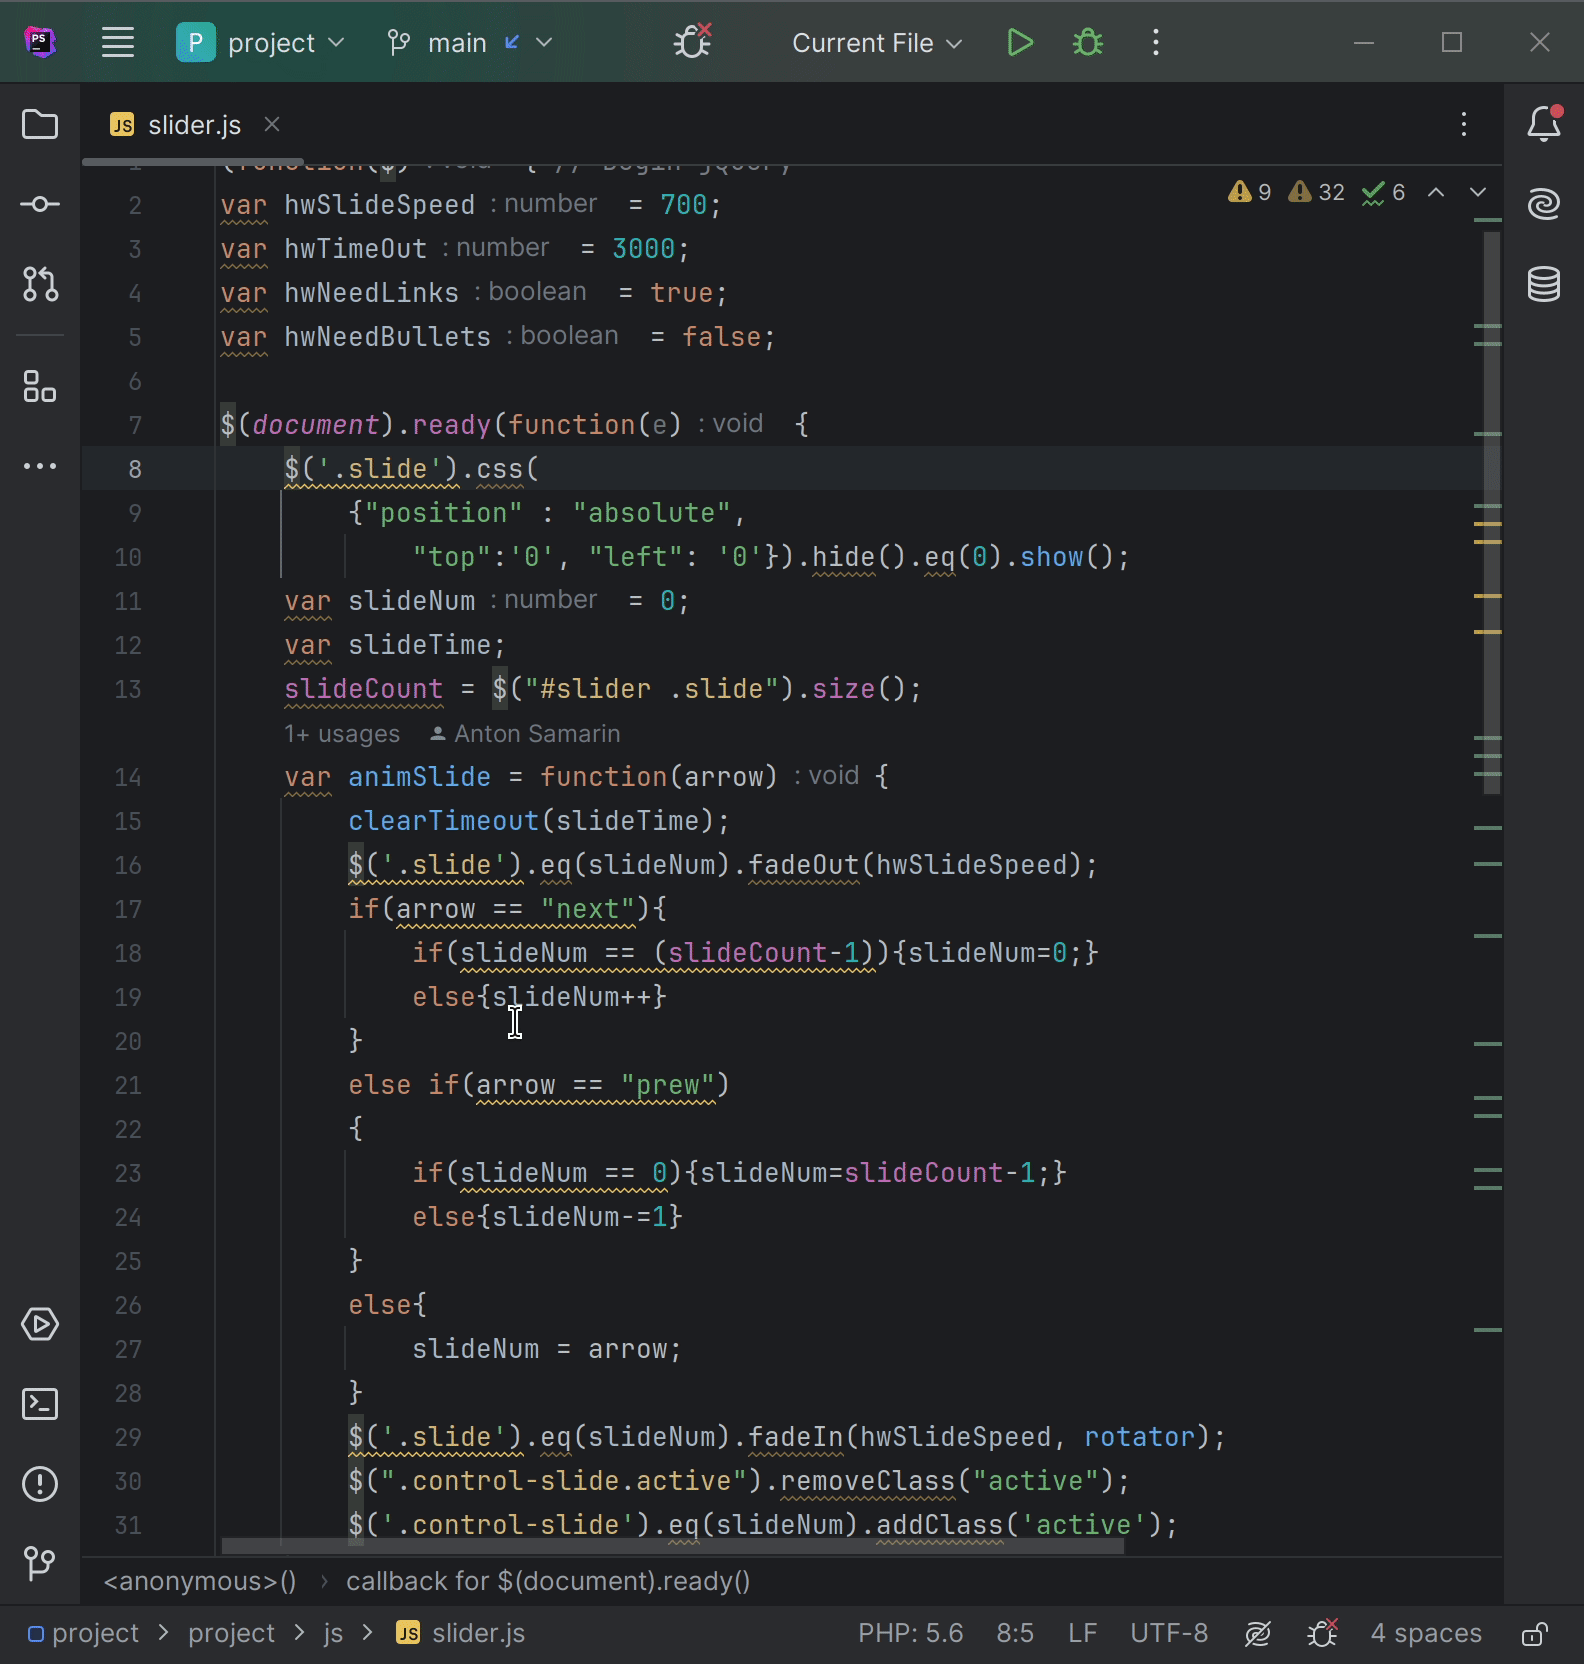 PS
P project main Current File
JS slider.js
9 32 6
1 (function($) : void { // Begin jQuery
2 var hwSlideSpeed : number = 700;
3 var hwTimeOut : number = 3000;
4 var hwNeedLinks : boolean = true;
5 var hwNeedBullets : boolean = false;
6
7 $(document).ready(function(e) : void {
8 $('.slide').css(
9 {"position" : "absolute",
10 "top":'0', "left": '0'}).hide().eq(0).show();
11 var slideNum : number = 0;
12 var slideTime;
13 slideCount = $("#slider .slide").size();
1+ usages Anton Samarin
14 var animSlide = function(arrow) : void {
15 clearTimeout(slideTime);
16 $('.slide').eq(slideNum).fadeOut(hwSlideSpeed);
17 if(arrow == "next"){
18 if(slideNum == (slideCount-1)){slideNum=0;}
19 else{slideNum++}
20 }
21 else if(arrow == "prew")
22 {
23 if(slideNum == 0){slideNum=slideCount-1;}
24 else{slideNum-=1}
25 }
26 else{
27 slideNum = arrow;
28 }
29 $('.slide').eq(slideNum).fadeIn(hwSlideSpeed, rotator);
30 $(".control-slide.active").removeClass("active");
31 $('.control-slide').eq(slideNum).addClass('active');
<anonymous>() › callback for $(document).ready()
project > project > js > JS slider.js PHP: 5.6 8:5 LF UTF-8 4 spaces